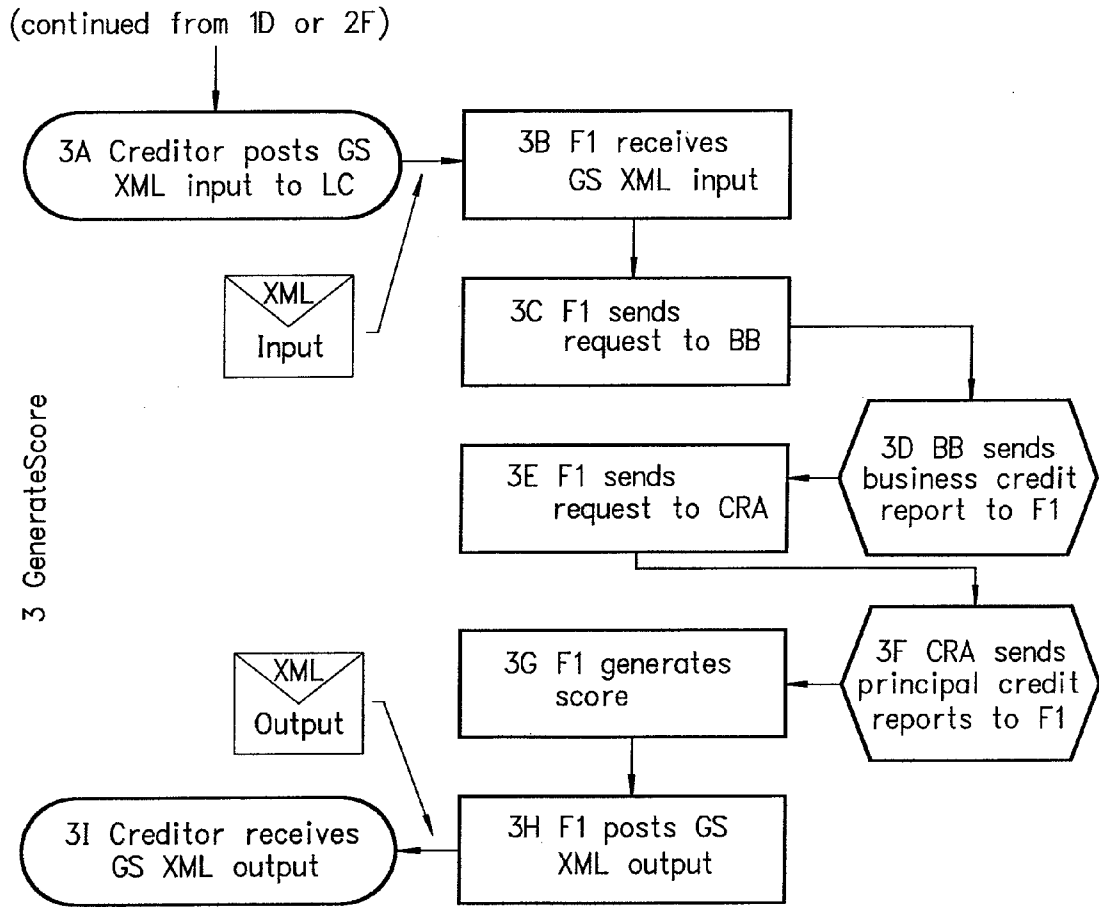 (continued from 1D or 2F)
3A Creditor posts GS
XML input to LC
3B F1 receives
GS XML input
XML
Input
3C F1 sends
request to BB
3D BB sends
business credit
report to F1
3E F1 sends
request to CRA
3 GenerateScore
3F CRA sends
principal credit
reports to F1
3G F1 generates
score
XML
Output
3H F1 posts GS
XML output
3I Creditor receives
GS XML output